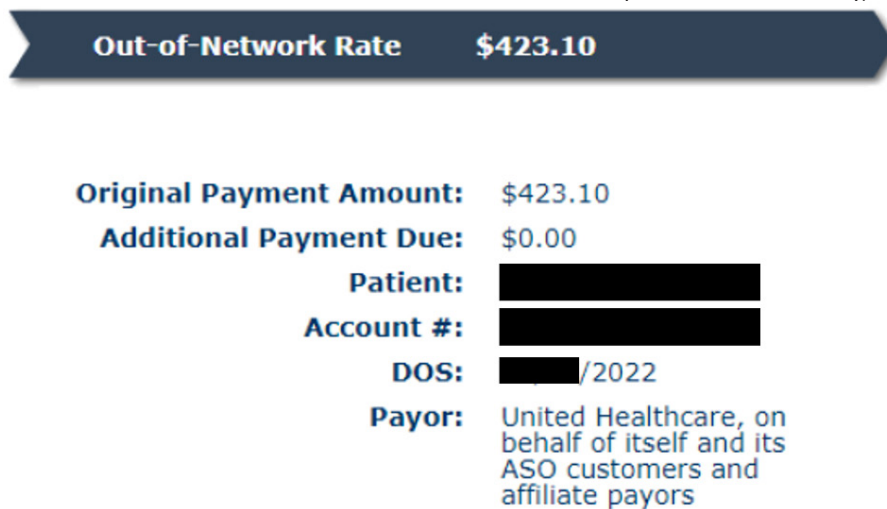 Out-of-Network Rate $423.10
Original Payment Amount: $423.10
Additional Payment Due: $0.00
Patient:
Account #:
DOS: /2022
Payor: United Healthcare, on
behalf of itself and its
ASO customers and
affiliate payors